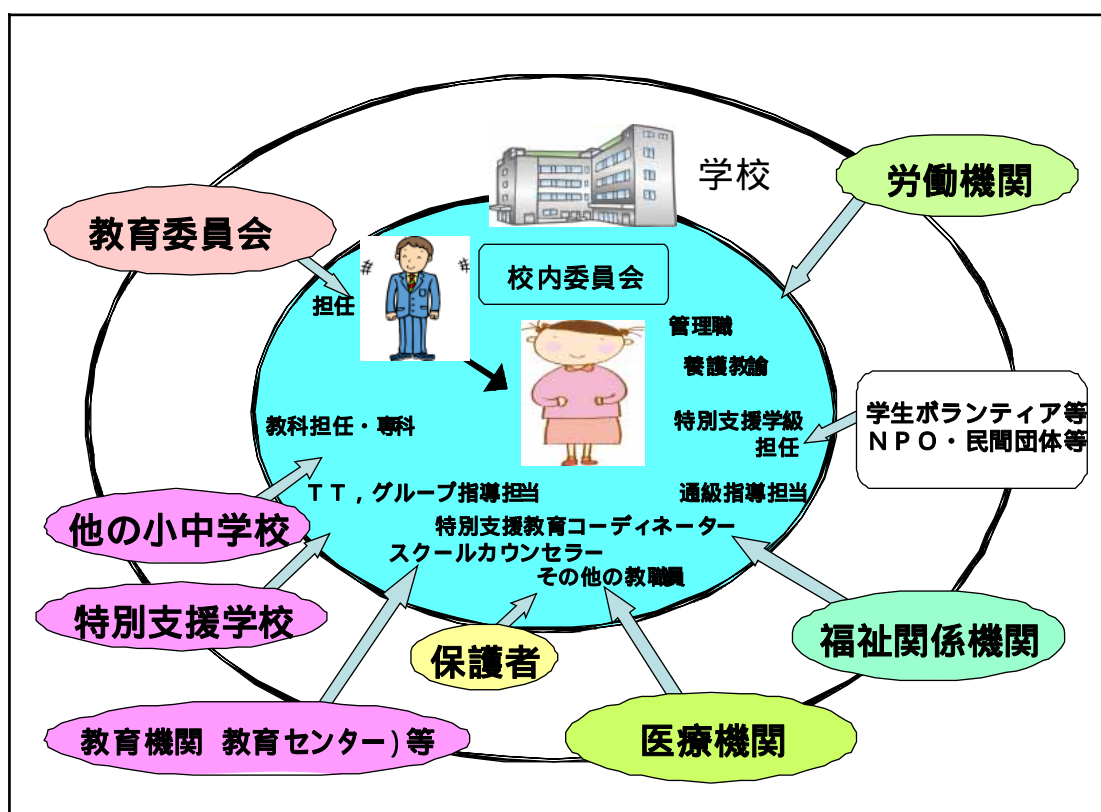 学校
労働機関
教育委員会
校内委員会
担任
管理職
養護教諭
学生ボランティア等
NPO・民間団体等
特別支援学級
担任
教科担任・専科
TT,グループ指導担当
通級指導担当
他の小中学校
特別支援教育コーディネーター
スクールカウンセラー
その他の教職員
特別支援学校
福祉関係機関
保護者
教育機関 教育センター)等
医療機関